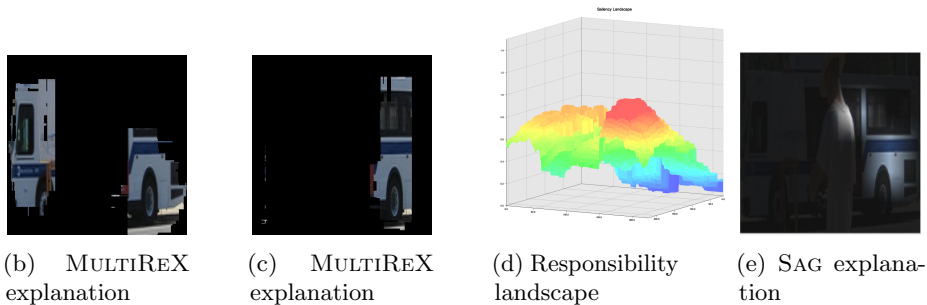 Saliency Landscape
(b) MULTIREX
explanation
(c) MULTIREX
explanation
(d) Responsibility
landscape
(e) SAG explana-
tion